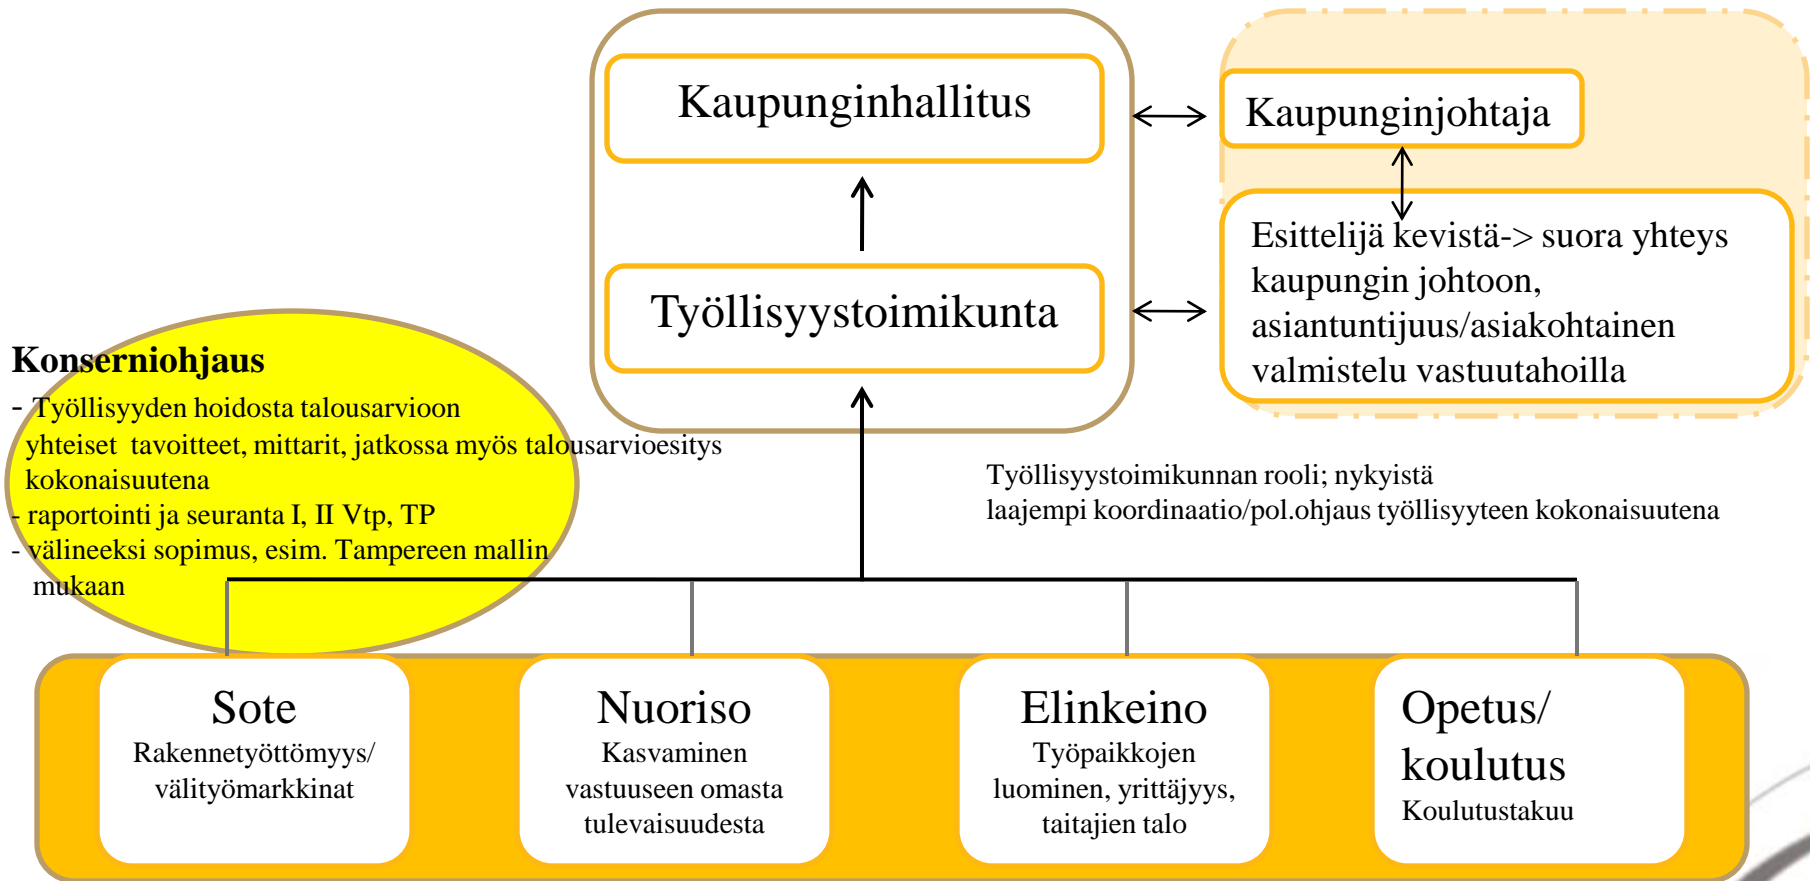 Kaupunginhallitus
Kaupunginjohtaja
Työllisyystoimikunta
Esittelijä kevistä-> suora yhteys
kaupungin johtoon,
asiantuntijuus/asiakohtainen
valmistelu vastuutahoilla
Konserniohjaus
- Työllisyyden hoidosta talousarvioon
yhteiset tavoitteet, mittarit, jatkossa myös talousarvioesitys
kokonaisuutena
- raportointi ja seuranta I, II Vtp, TP
- välineeksi sopimus, esim. Tampereen mallin
mukaan
Työllisyystoimikunnan rooli; nykyistä
laajempi koordinaatio/pol.ohjaus työllisyyteen kokonaisuutena
Sote
Rakennetyöttömyys/
välityömarkkinat
Nuoriso
Kasvaminen
vastuuseen omasta
tulevaisuudesta
Elinkeino
Työpaikkojen
luominen, yrittäjyys,
taitajien talo
Opetus/
koulutus
Koulutustakuu